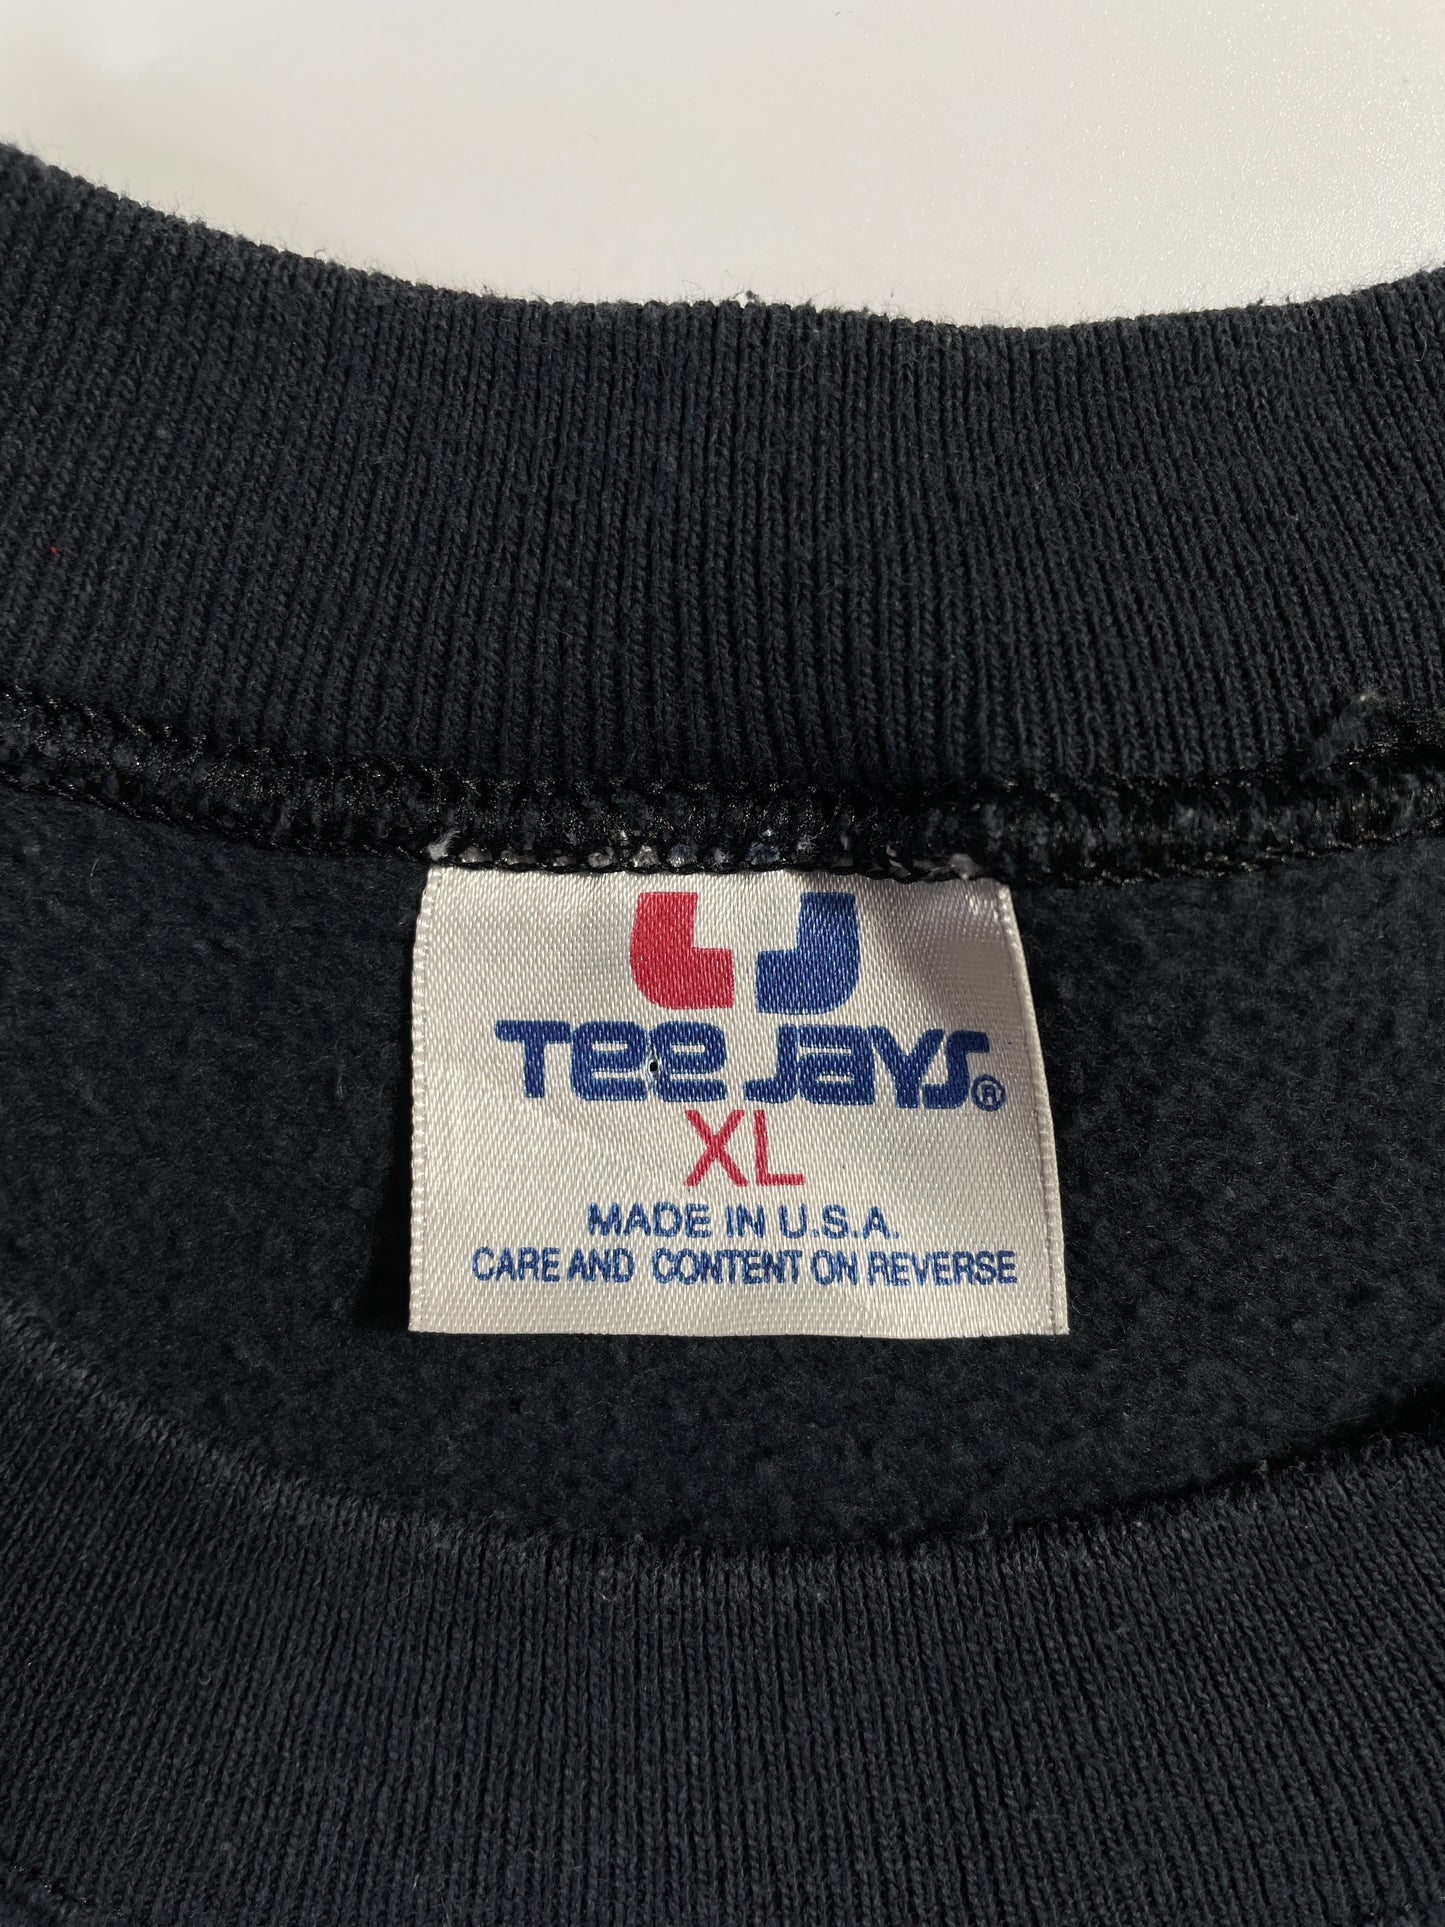 Tee Jays®
XL
MADE IN U.S.A.
CARE AND CONTENT ON REVERSE